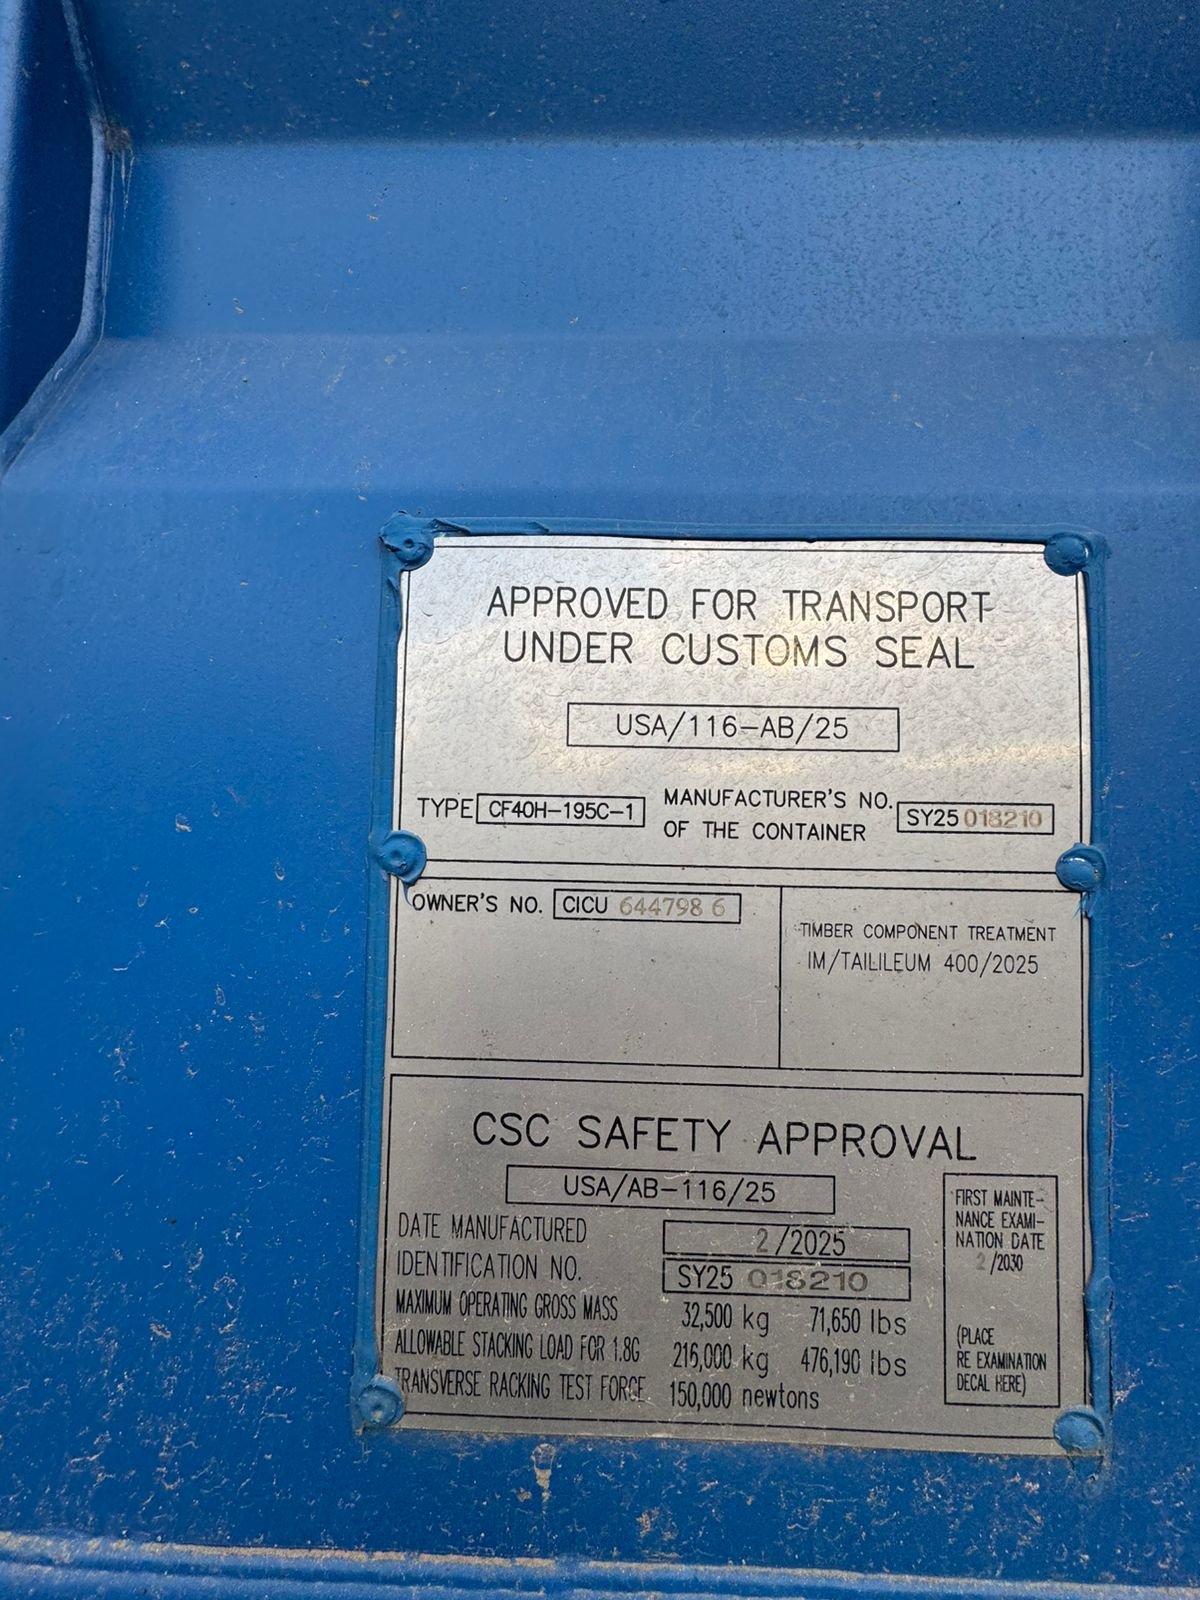 APPROVED FOR TRANSPORT
UNDER CUSTOMS SEAL
USA/116-AB/25
TYPE CF40H-195C-1
MANUFACTURER'S NO.
OF THE CONTAINER
SY25 018210
OWNER'S NO. CICU 644798 6
TIMBER COMPONENT TREATMENT
IM/TAILILEUM 400/2025
CSC SAFETY APPROVAL
USA/AB-116/25
DATE MANUFACTURED 2/2025
IDENTIFICATION NO. SY25 018210
MAXIMUM OPERATING GROSS MASS 32,500 kg 71,650 lbs
ALLOWABLE STACKING LOAD FOR 1.8G 216,000 kg 476,190 lbs
TRANSVERSE RACKING TEST FORCE 150,000 newtons
FIRST MAINTE-
NANCE EXAMI-
NATION DATE
2/2030
(PLACE
RE EXAMINATION
DECAL HERE)